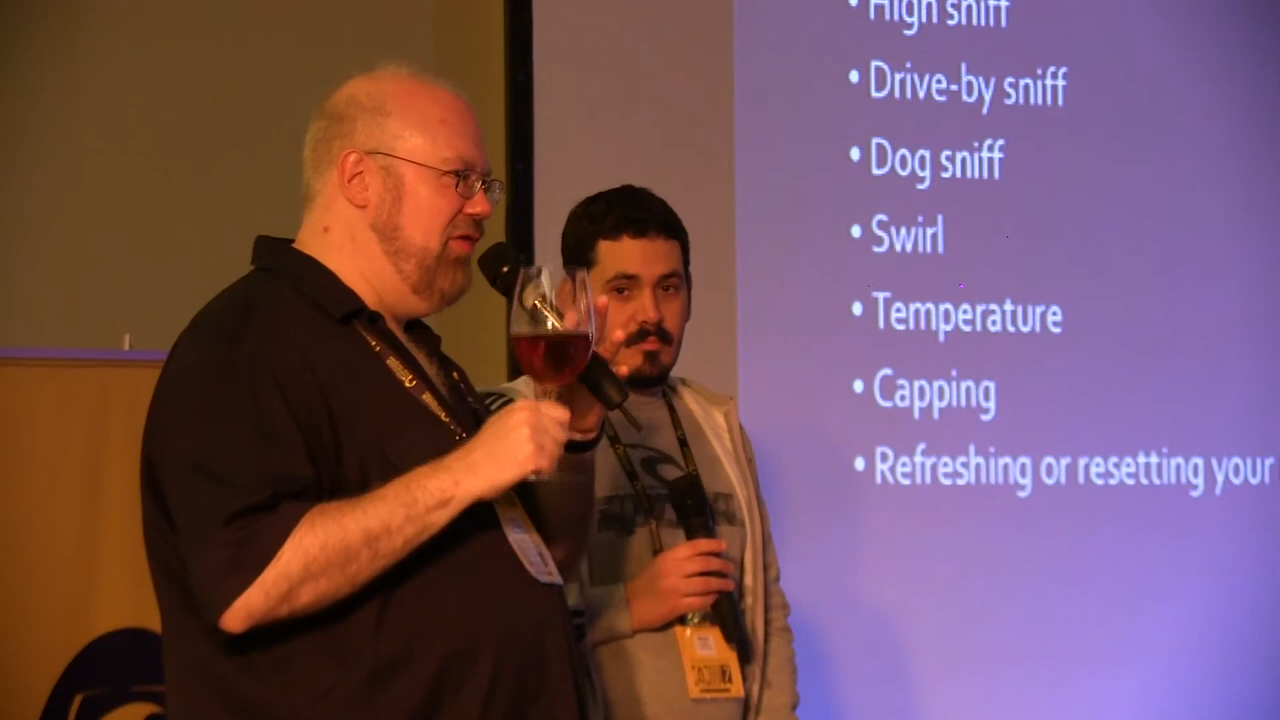 • High sniff
• Drive-by sniff
• Dog sniff
• Swirl
• Temperature
• Capping
• Refreshing or resetting your